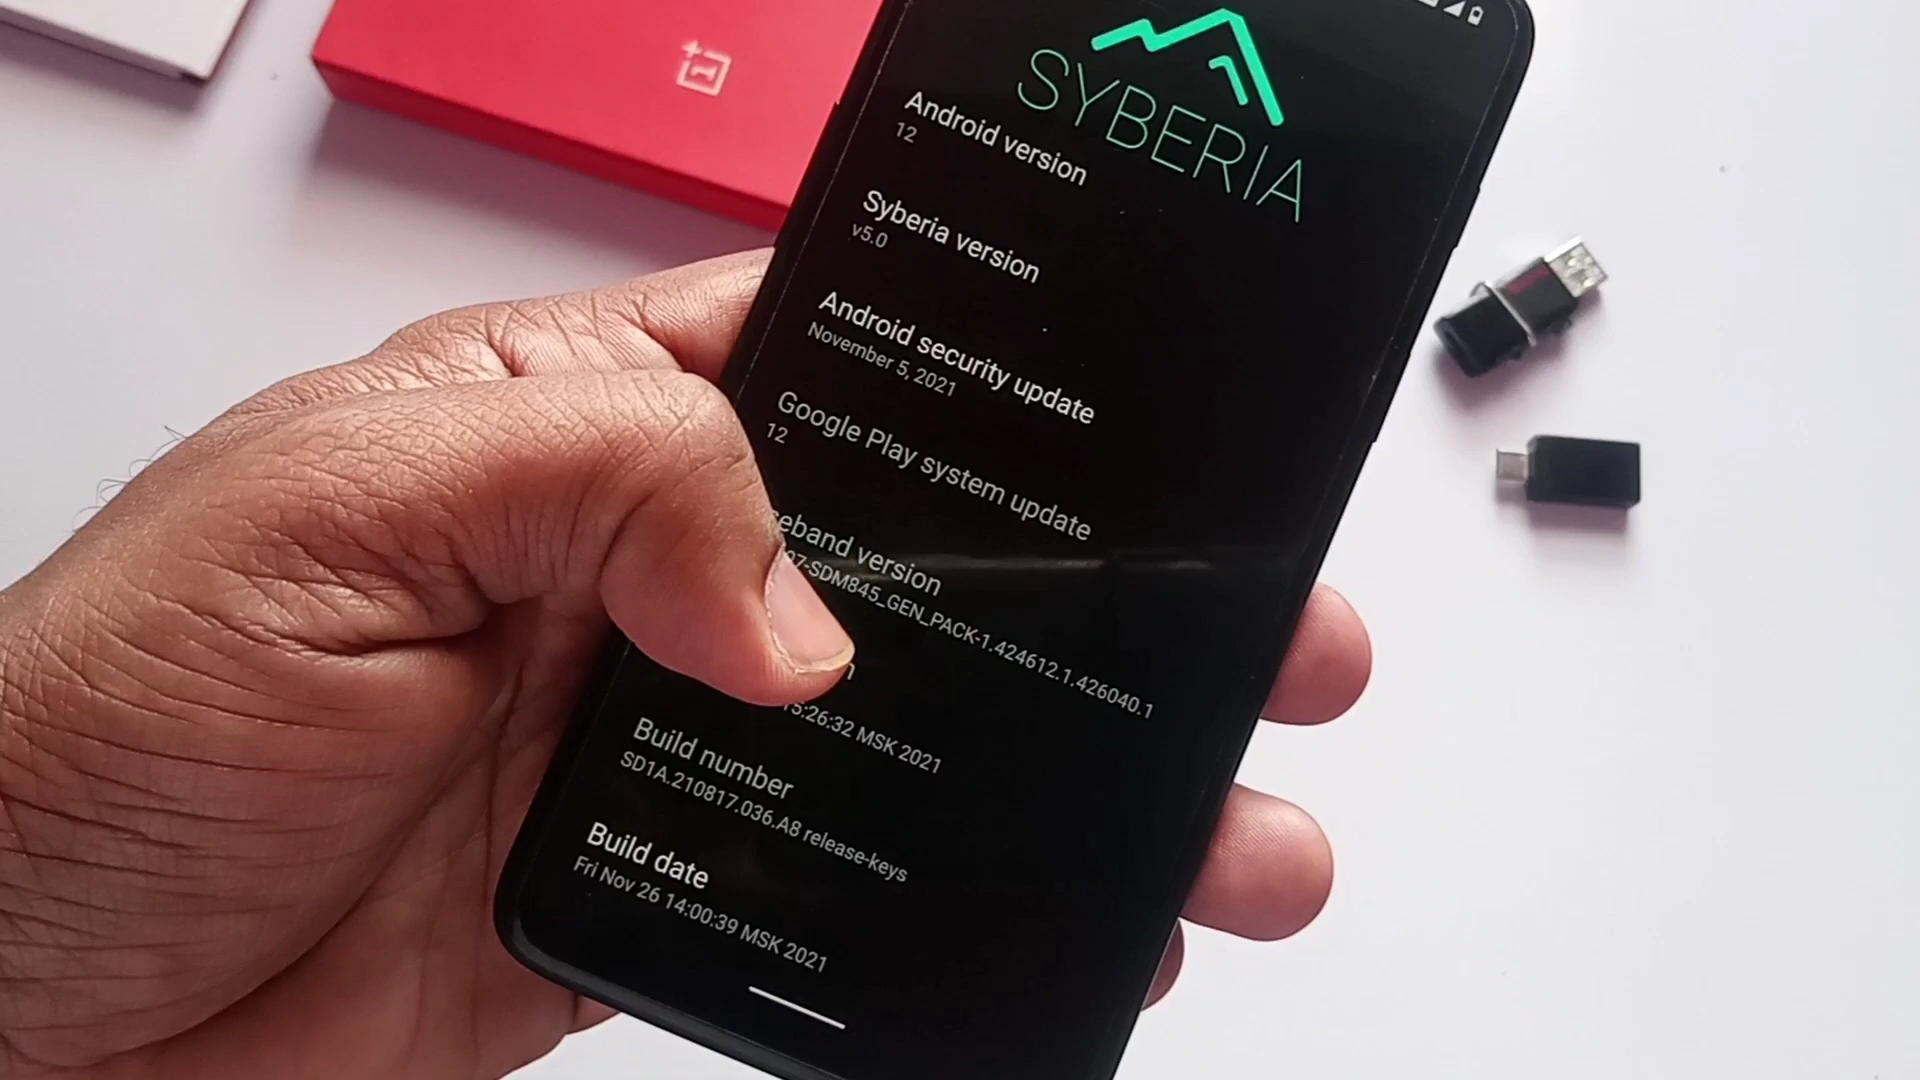 SYBERIA
Android version
12
Syberia version
v5.0
Android security update
November 5, 2021
Google Play system update
12
eband version
97-SDM845_GEN_PACK-1.424612.1.426040.1
n
15:26:32 MSK 2021
Build number
SD1A.210817.036.A8 release-keys
Build date
Fri Nov 26 14:00:39 MSK 2021